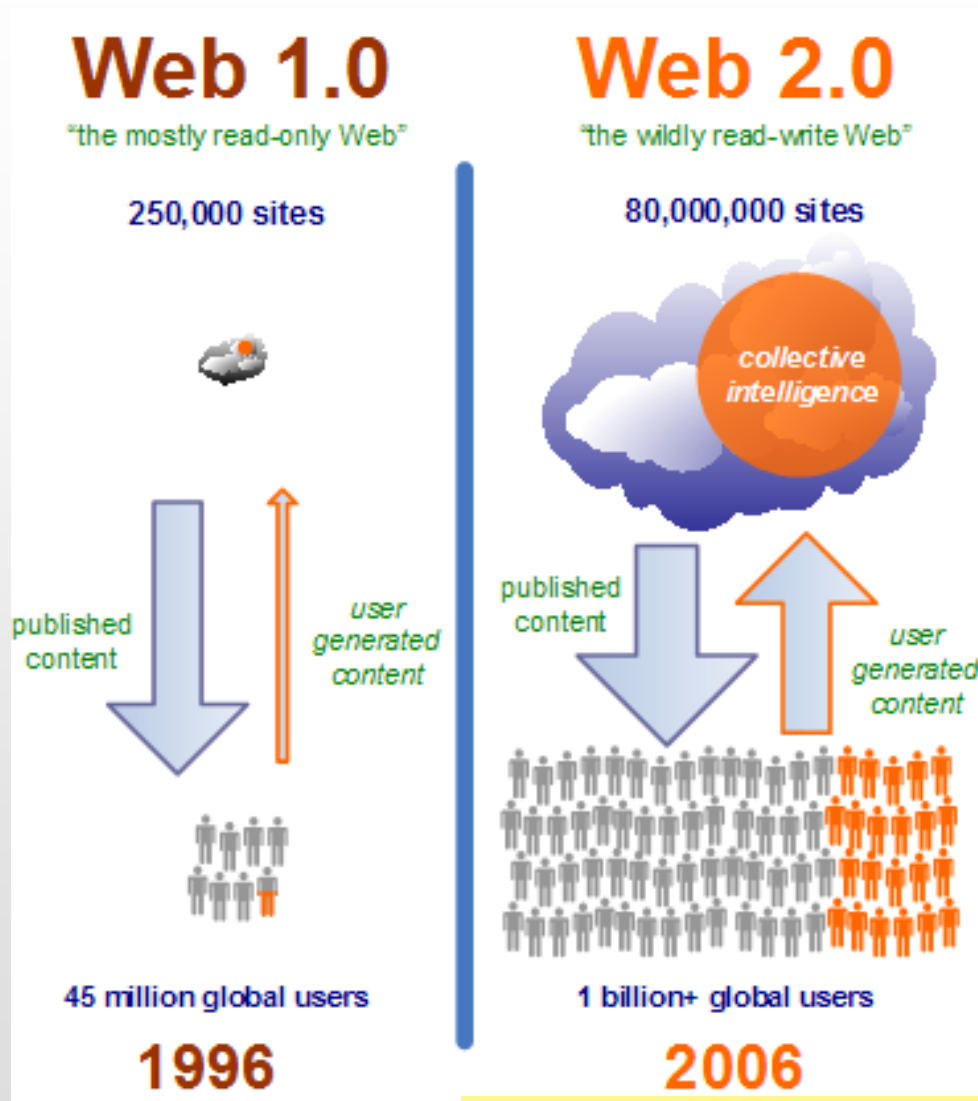 Web 1.0
"the mostly read-only Web"
250,000 sites
published
content
user
generated
content
45 million global users
1996
Web 2.0
"the wildly read-write Web"
80,000,000 sites
collective
intelligence
published
content
user
generated
content
1 billion+ global users
2006